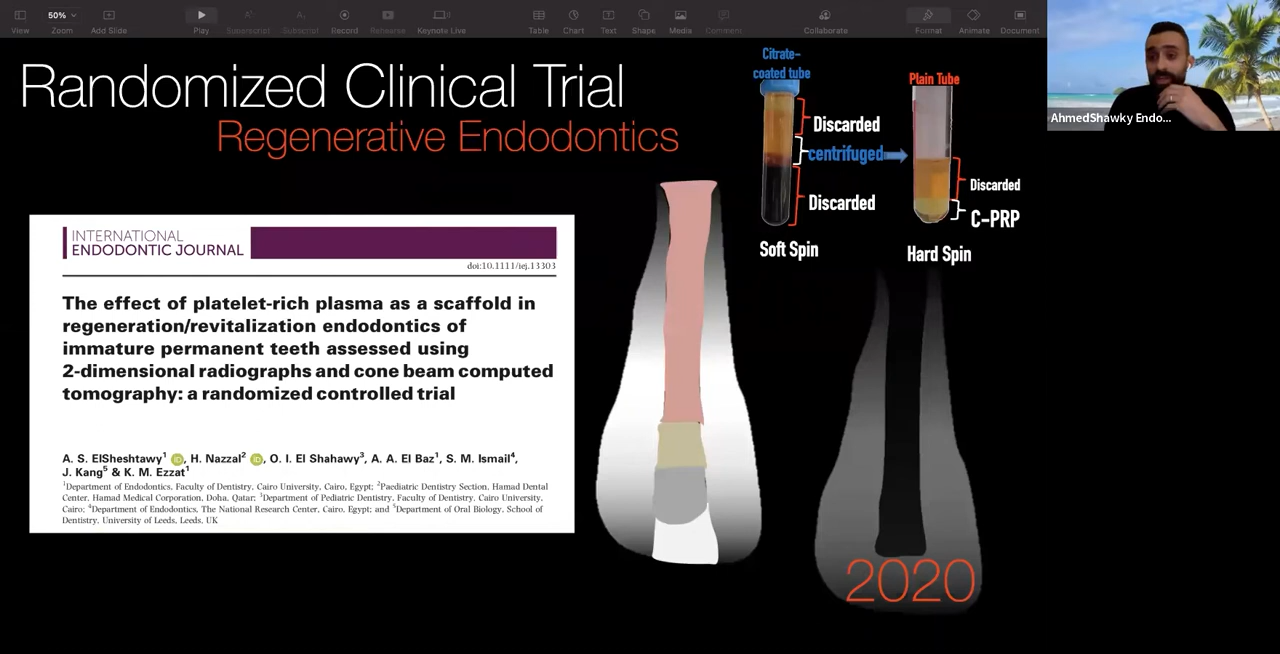 50%
View
Zoom
Add Slide
Play
Superscript
Subscript
Record
Rehearse
Keynote Live
Table
Chart
Text
Shape
Media
Comment
Collaborate
Format
Animate
Document
AhmedShawky Endo...
Randomized Clinical Trial
Regenerative Endodontics
Citrate-
coated tube
Plain Tube
Discarded
centrifuged
Discarded
Discarded
C-PRP
Soft Spin
Hard Spin
INTERNATIONAL
ENDODONTIC JOURNAL
doi:10.1111/iej.13303
The effect of platelet-rich plasma as a scaffold in
regeneration/revitalization endodontics of
immature permanent teeth assessed using
2-dimensional radiographs and cone beam computed
tomography: a randomized controlled trial
A. S. ElSheshtawy¹ iD, H. Nazzal² iD, O. I. El Shahawy³, A. A. El Baz¹, S. M. Ismail⁴,
J. Kang⁵ & K. M. Ezzat¹
¹Department of Endodontics, Faculty of Dentistry, Cairo University, Cairo, Egypt; ²Paediatric Dentistry Section, Hamad Dental
Center, Hamad Medical Corporation, Doha, Qatar; ³Department of Pediatric Dentistry, Faculty of Dentistry, Cairo University,
Cairo; ⁴Department of Endodontics, The National Research Center, Cairo, Egypt; and ⁵Department of Oral Biology, School of
Dentistry, University of Leeds, Leeds, UK
2020